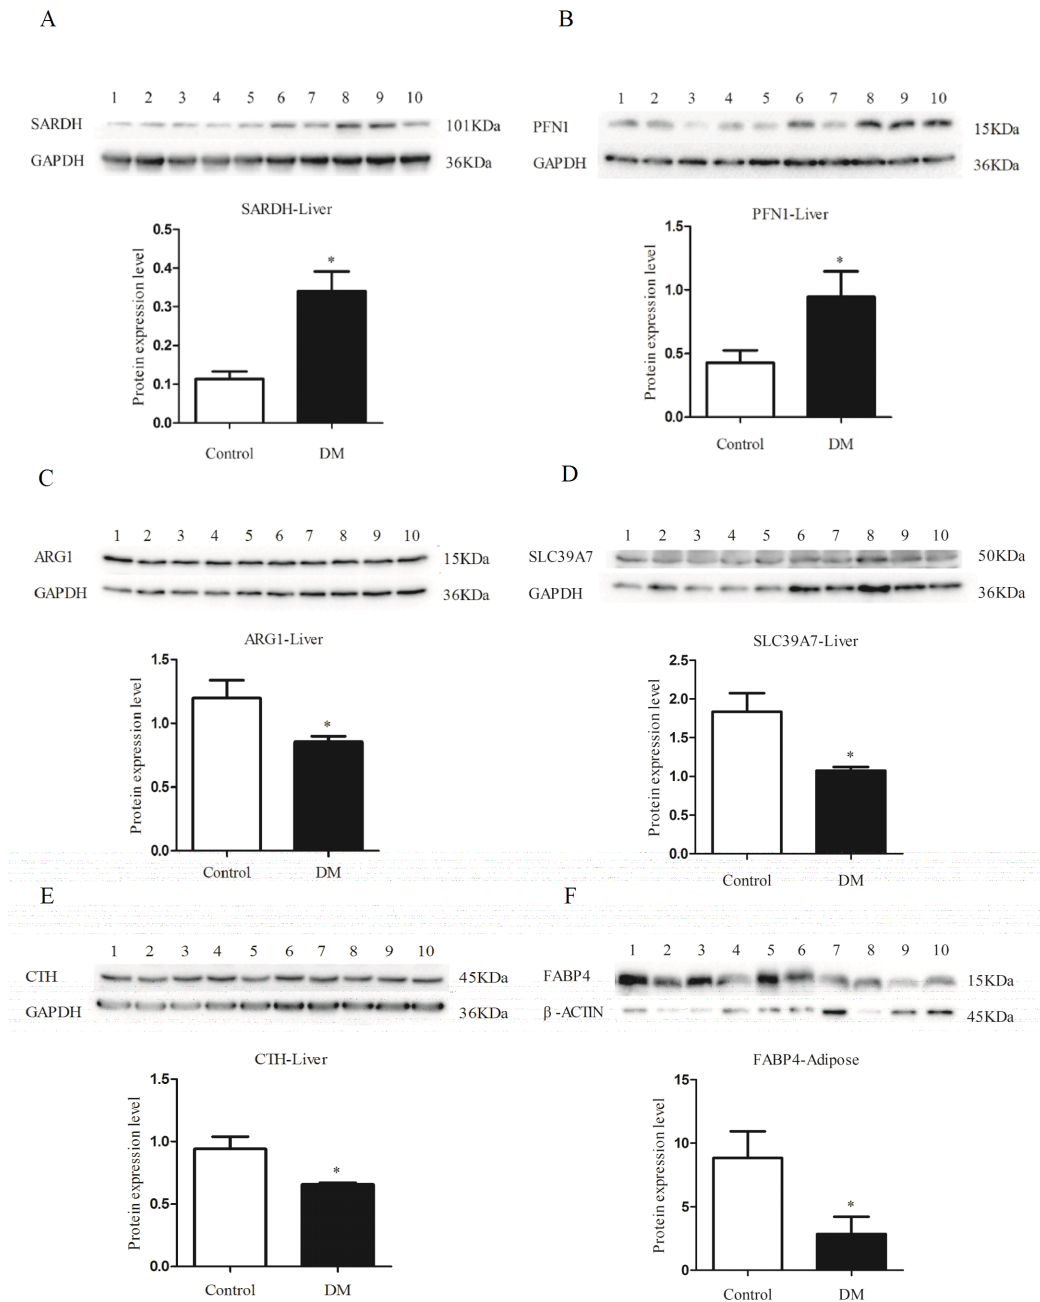 A
1 2 3 4 5 6 7 8 9 10
SARDH 101KDa
GAPDH 36KDa
SARDH-Liver
Protein expression level
0.5
0.4
0.3
0.2
0.1
0.0
*
Control DM
B
1 2 3 4 5 6 7 8 9 10
PFN1 15KDa
GAPDH 36KDa
PFN1-Liver
Protein expression level
1.5
1.0
0.5
0.0
*
Control DM
C
1 2 3 4 5 6 7 8 9 10
ARG1 15KDa
GAPDH 36KDa
ARG1-Liver
Protein expression level
1.5
1.0
0.5
0.0
*
Control DM
D
1 2 3 4 5 6 7 8 9 10
SLC39A7 50KDa
GAPDH 36KDa
SLC39A7-Liver
Protein expression level
2.5
2.0
1.5
1.0
0.5
0.0
*
Control DM
E
1 2 3 4 5 6 7 8 9 10
CTH 45KDa
GAPDH 36KDa
CTH-Liver
Protein expression level
1.5
1.0
0.5
0.0
*
Control DM
F
1 2 3 4 5 6 7 8 9 10
FABP4 15KDa
β-ACTIN 45KDa
FABP4-Adipose
Protein expression level
15
10
5
0
*
Control DM